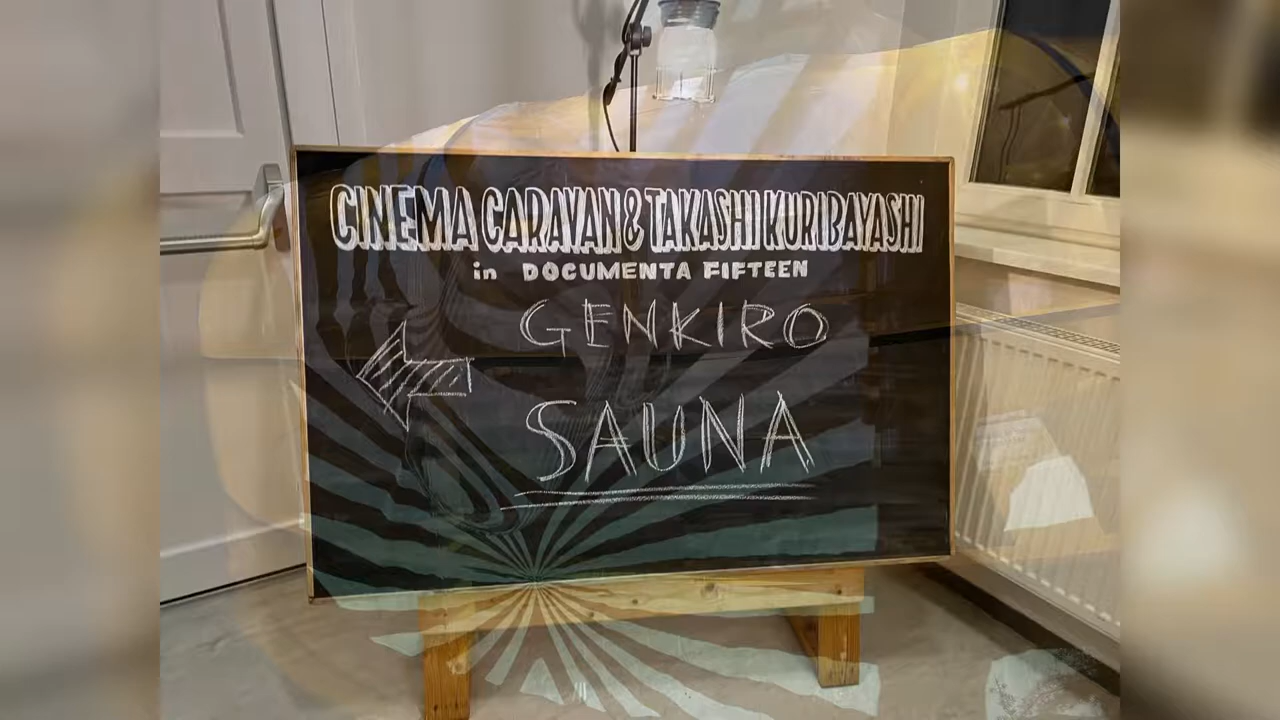 CINEMA CARAVAN & TAKASHI KURIBAYASHI
in DOCUMENTA FIFTEEN
GENKIRO
SAUNA